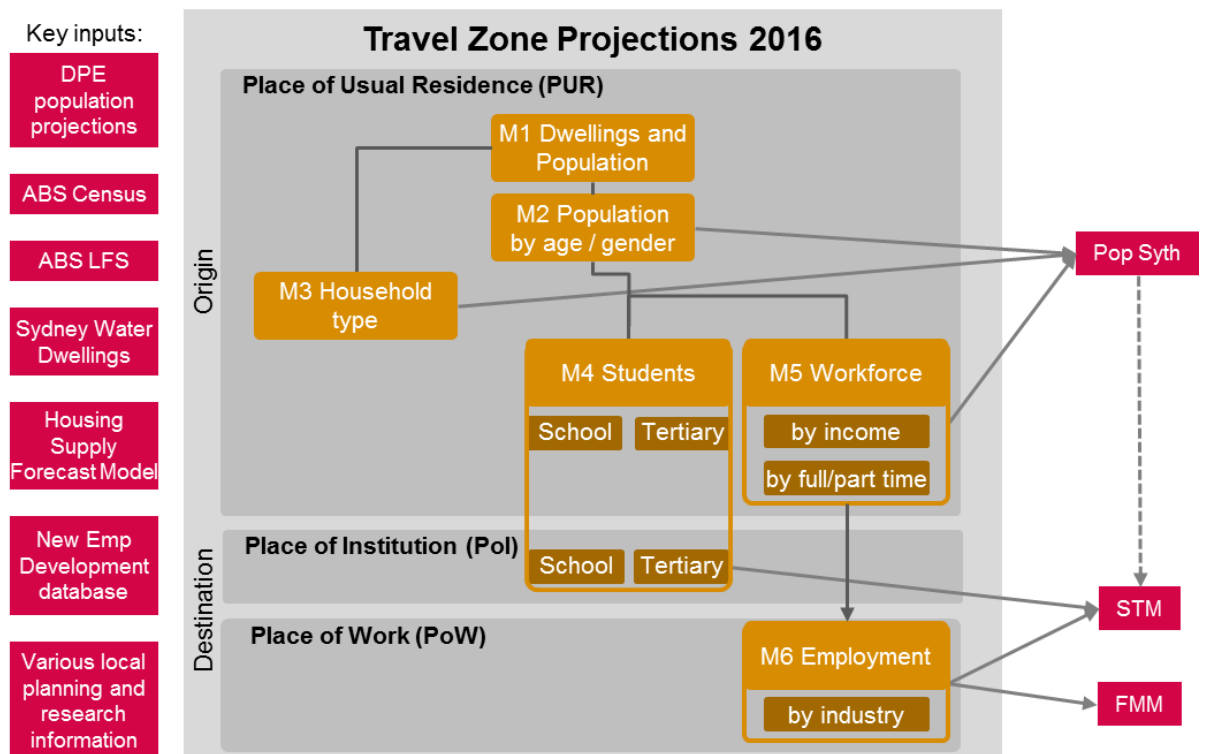 Key inputs:
DPE
population
projections
ABS Census
ABS LFS
Sydney Water
Dwellings
Housing
Supply
Forecast Model
New Emp
Development
database
Various local
planning and
research
information
Travel Zone Projections 2016
Origin
Place of Usual Residence (PUR)
M1 Dwellings and
Population
M2 Population
by age / gender
M3 Household
type
M4 Students
School
Tertiary
M5 Workforce
by income
by full/part time
Destination
Place of Institution (PoI)
School
Tertiary
Place of Work (PoW)
M6 Employment
by industry
Pop Syth
STM
FMM